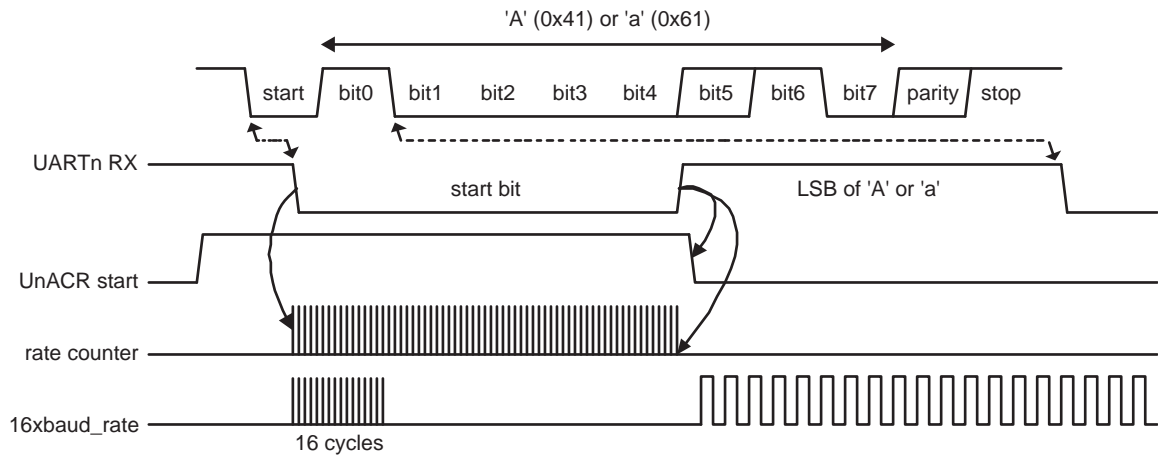 'A' (0x41) or 'a' (0x61)
start bit0 bit1 bit2 bit3 bit4 bit5 bit6 bit7 parity stop
UARTn RX
start bit LSB of 'A' or 'a'
UnACR start
rate counter
16xbaud_rate
16 cycles